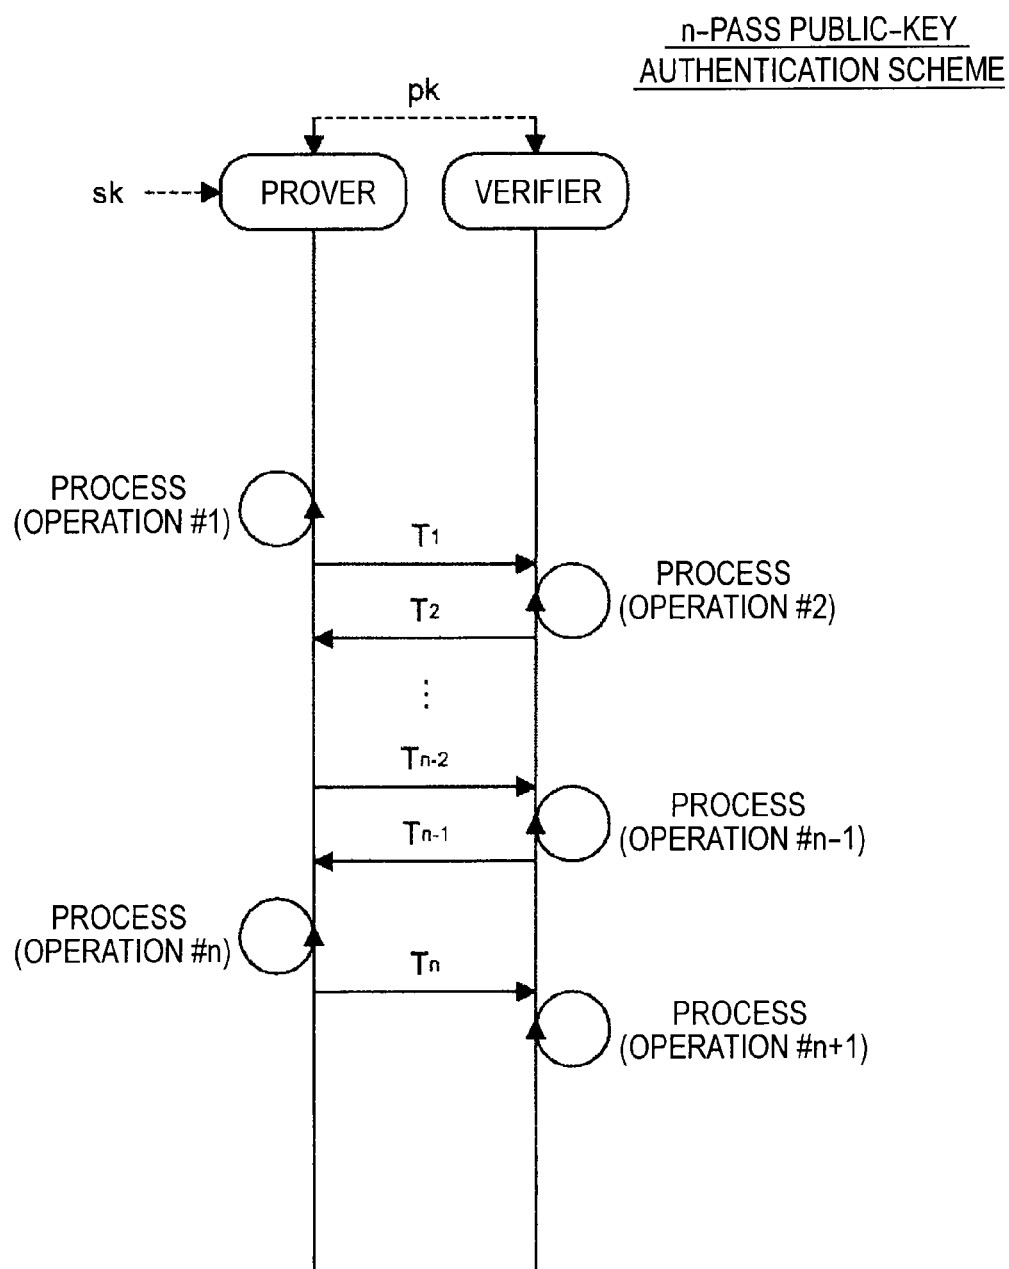 n-PASS PUBLIC-KEY
AUTHENTICATION SCHEME
pk
sk
PROVER
VERIFIER
PROCESS
(OPERATION #1)
T1
PROCESS
(OPERATION #2)
T2
⋮
Tn-2
PROCESS
(OPERATION #n-1)
Tn-1
PROCESS
(OPERATION #n)
Tn
PROCESS
(OPERATION #n+1)